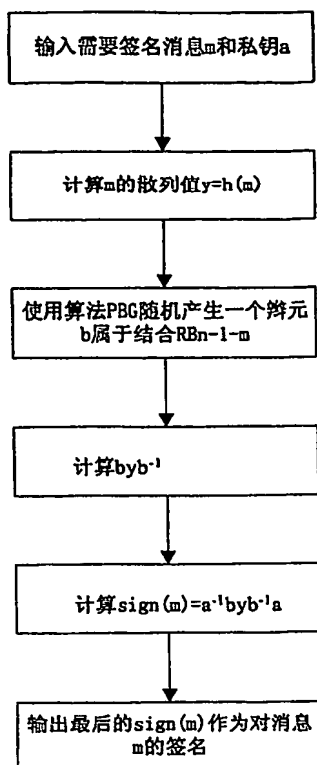 输入需要签名消息m和私钥a
计算m的散列值y=h(m)
使用算法PBG随机产生一个辫元
b属于结合RBn-1-m
计算byb⁻¹
计算sign(m)=a⁻¹byb⁻¹a
输出最后的sign(m)作为对消息
m的签名